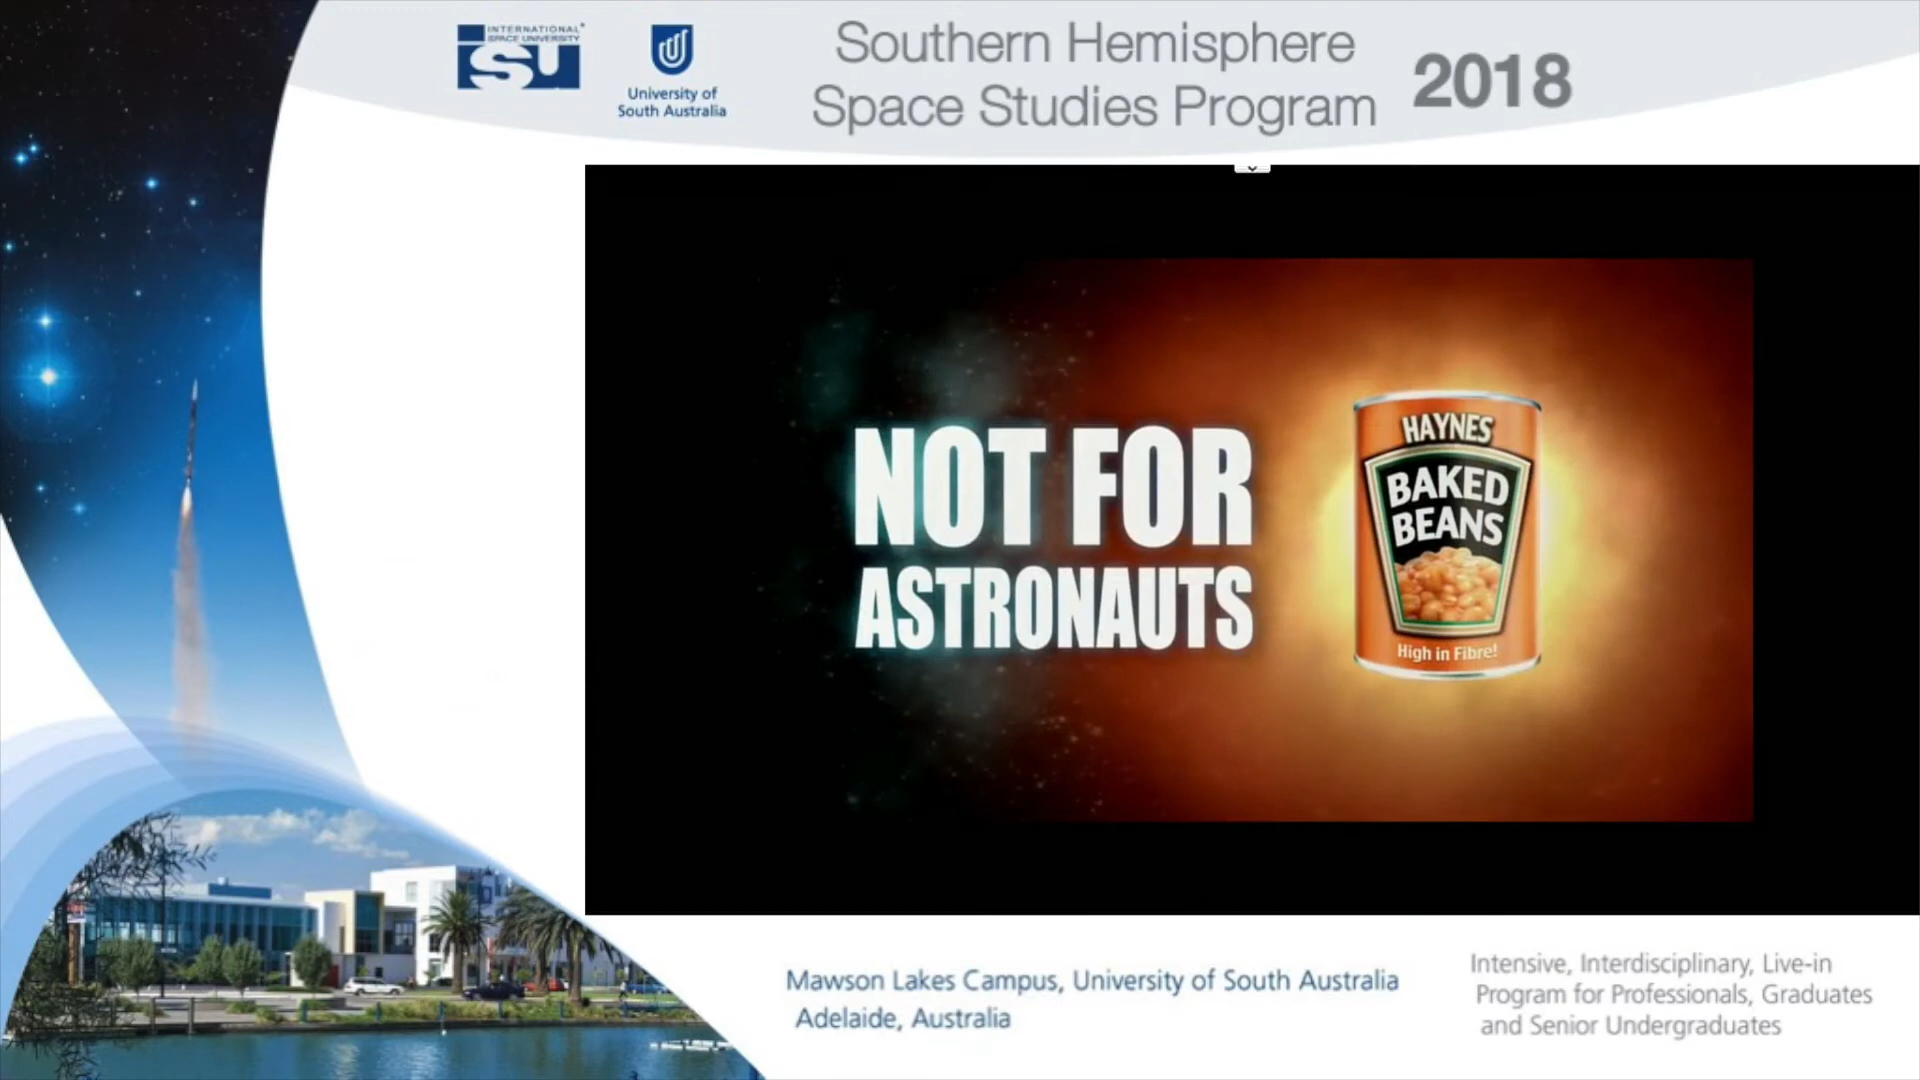 INTERNATIONAL
SPACE UNIVERSITY
isu
University of
South Australia
Southern Hemisphere
Space Studies Program
2018
NOT FOR
ASTRONAUTS
HAYNES
BAKED
BEANS
High in Fibre!
Mawson Lakes Campus, University of South Australia
Adelaide, Australia
Intensive, Interdisciplinary, Live-in
Program for Professionals, Graduates
and Senior Undergraduates